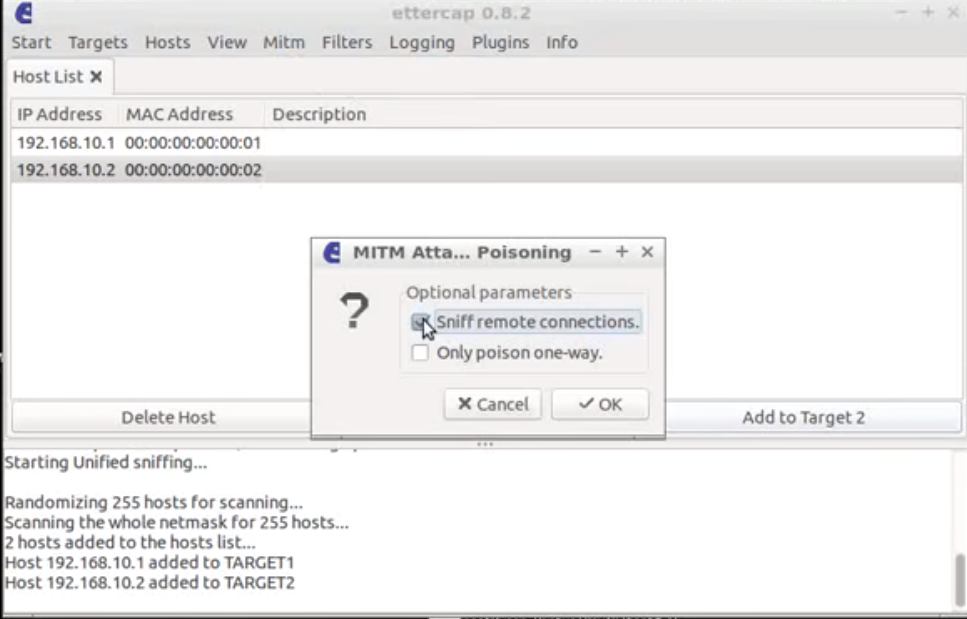 ettercap 0.8.2
Start Targets Hosts View Mitm Filters Logging Plugins Info
Host List
IP Address MAC Address Description
192.168.10.1 00:00:00:00:00:01
192.168.10.2 00:00:00:00:00:02
MITM Atta... Poisoning
Optional parameters
Sniff remote connections.
Only poison one-way.
Cancel OK
Delete Host Add to Target 2
Starting Unified sniffing...
Randomizing 255 hosts for scanning...
Scanning the whole netmask for 255 hosts...
2 hosts added to the hosts list...
Host 192.168.10.1 added to TARGET1
Host 192.168.10.2 added to TARGET2